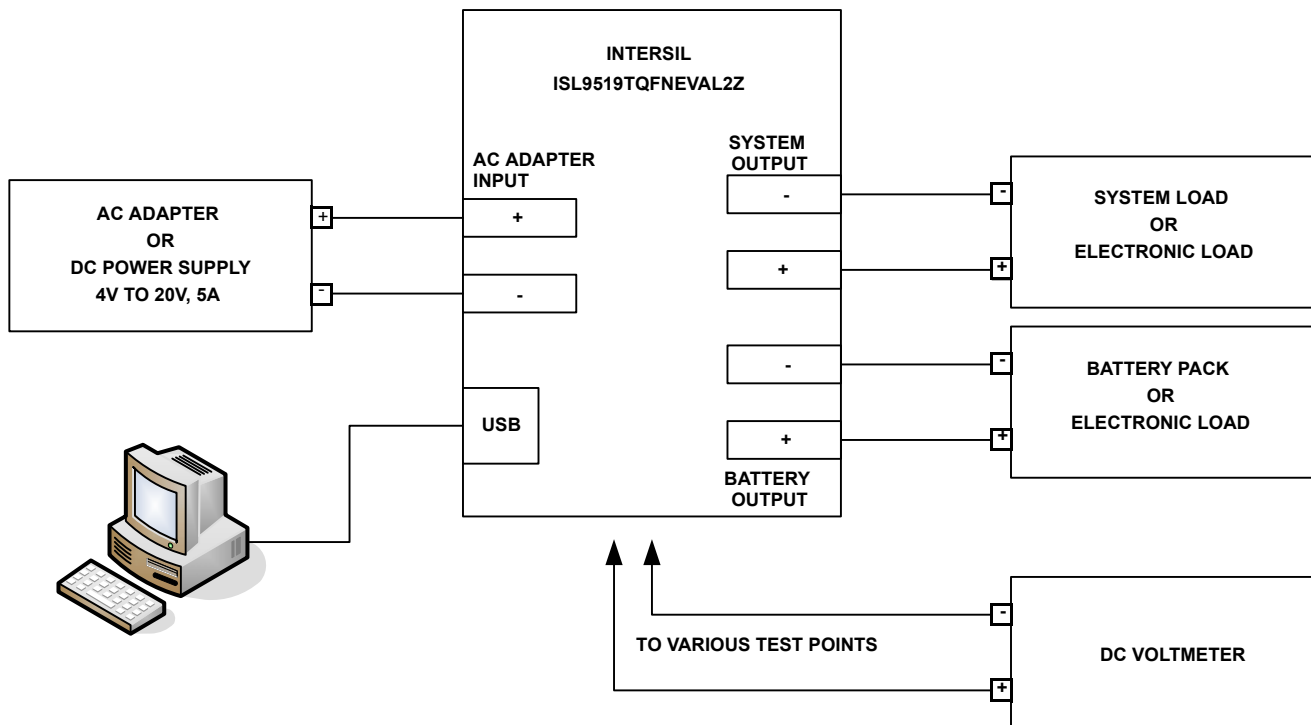 INTERSIL
ISL9519TQFNEVAL2Z
AC ADAPTER
INPUT
+
-
USB
SYSTEM
OUTPUT
-
+
-
+
BATTERY
OUTPUT
AC ADAPTER
OR
DC POWER SUPPLY
4V TO 20V, 5A
+
-
-
+
SYSTEM LOAD
OR
ELECTRONIC LOAD
-
+
BATTERY PACK
OR
ELECTRONIC LOAD
TO VARIOUS TEST POINTS
-
+
DC VOLTMETER